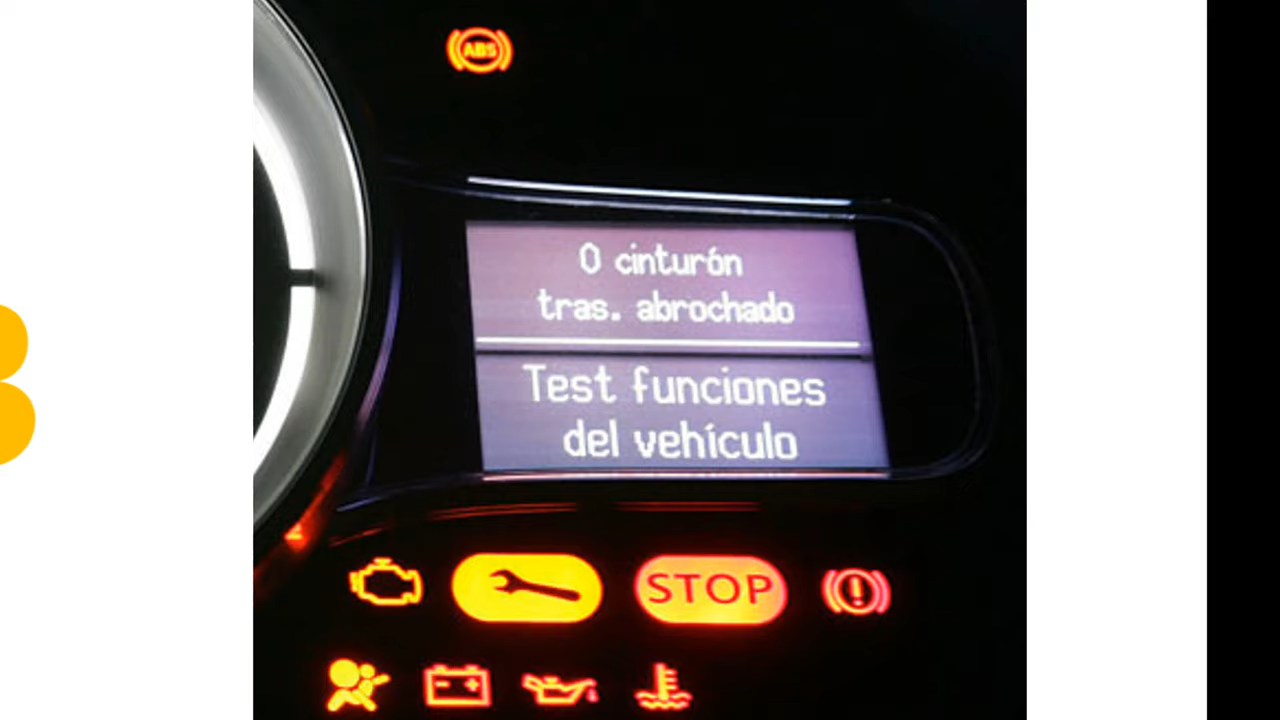 ABS
0 cinturón
tras. abrochado
Test funciones
del vehículo
STOP